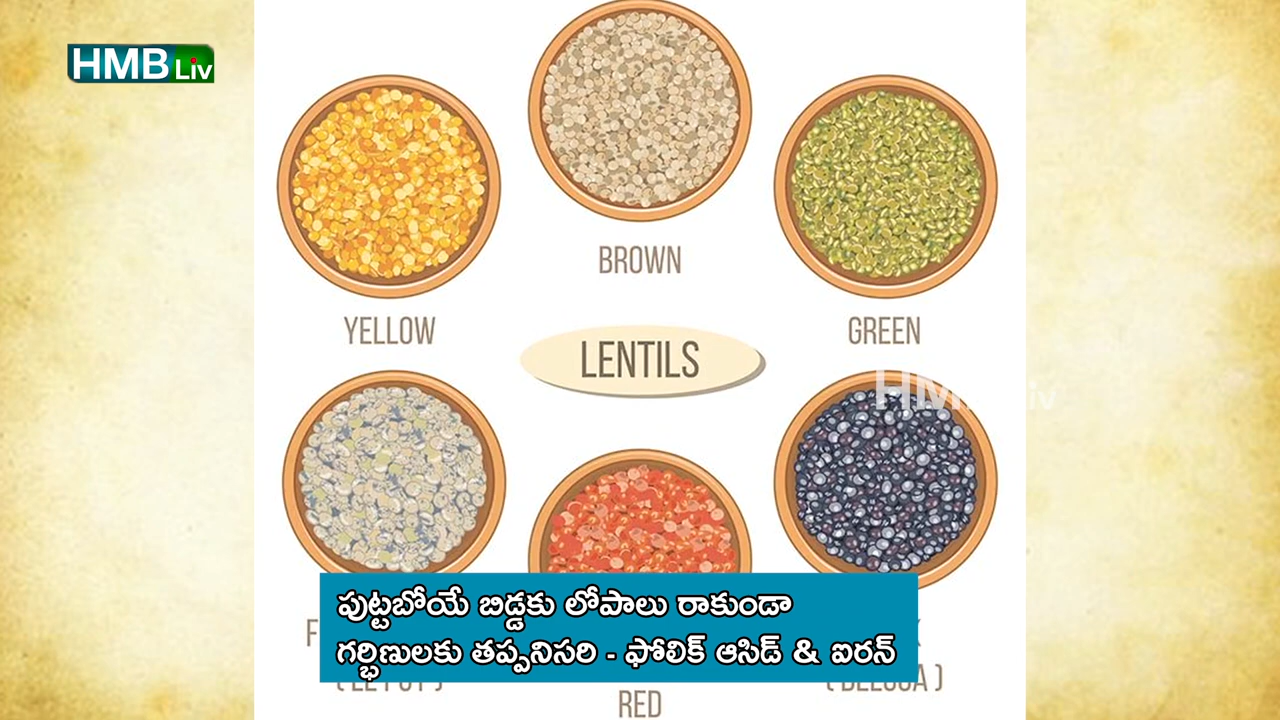 HMB Liv
BROWN
YELLOW
GREEN
LENTILS
పుట్టబోయే బిడ్డకు లోపాలు రాకుండా
గర్భిణులకు తప్పనిసరి - ఫోలిక్ ఆసిడ్ & ఐరన్
RED